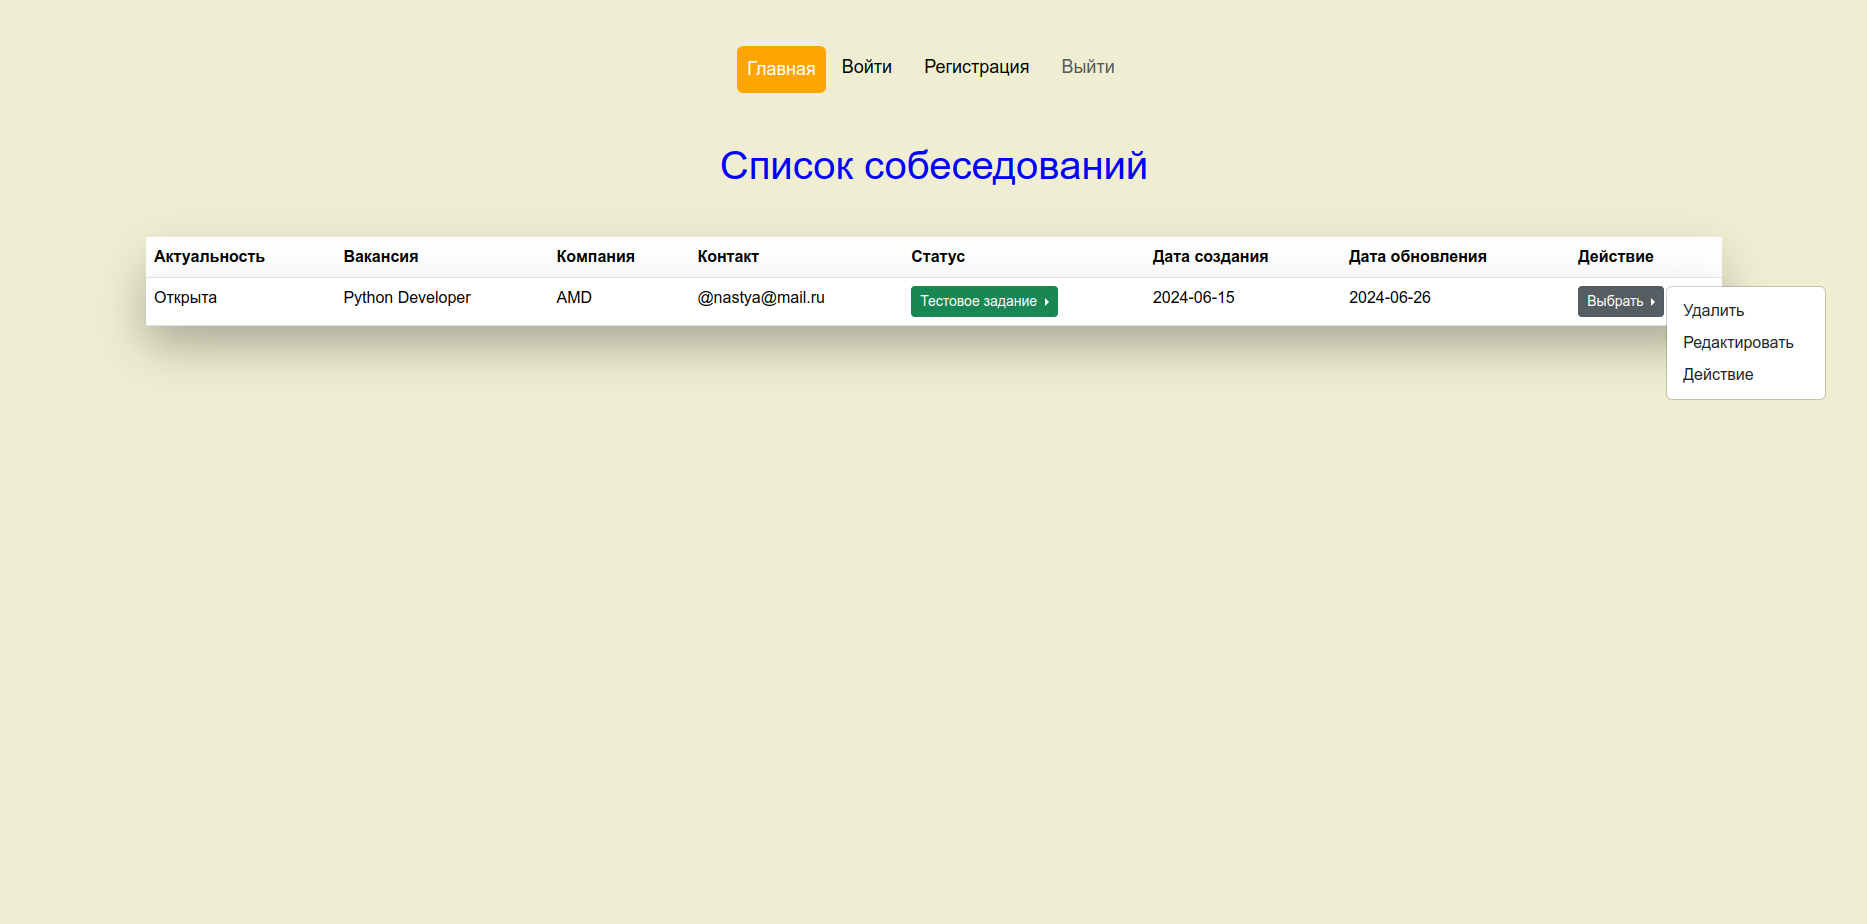 Главная Войти Регистрация Выйти
Список собеседований
Актуальность Вакансия Компания Контакт Статус Дата создания Дата обновления Действие
Открыта Python Developer AMD @nastya@mail.ru Тестовое задание 2024-06-15 2024-06-26 Выбрать
Удалить
Редактировать
Действие